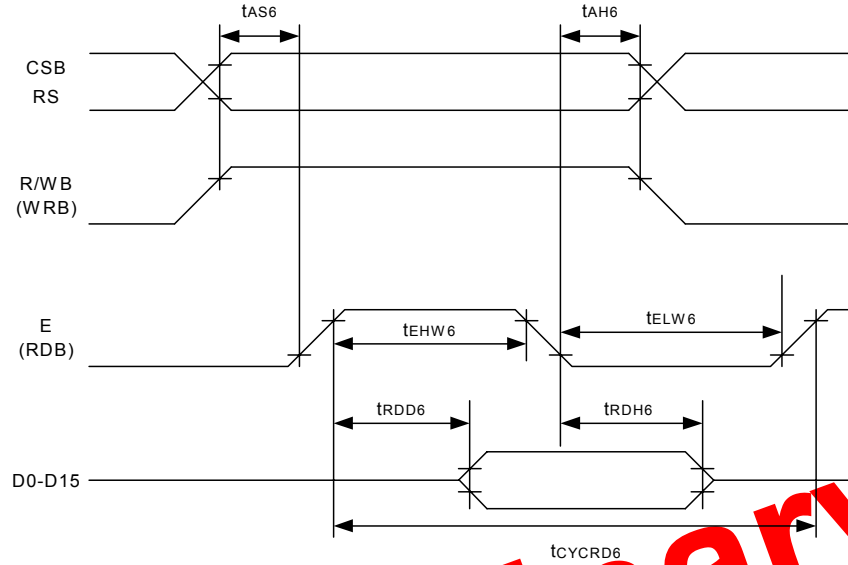 tAS6
tAH6
CSB
RS
R/WB
(WRB)
E
(RDB)
tEHW6
tELW6
tRDD6
tRDH6
D0-D15
tCYCRD6